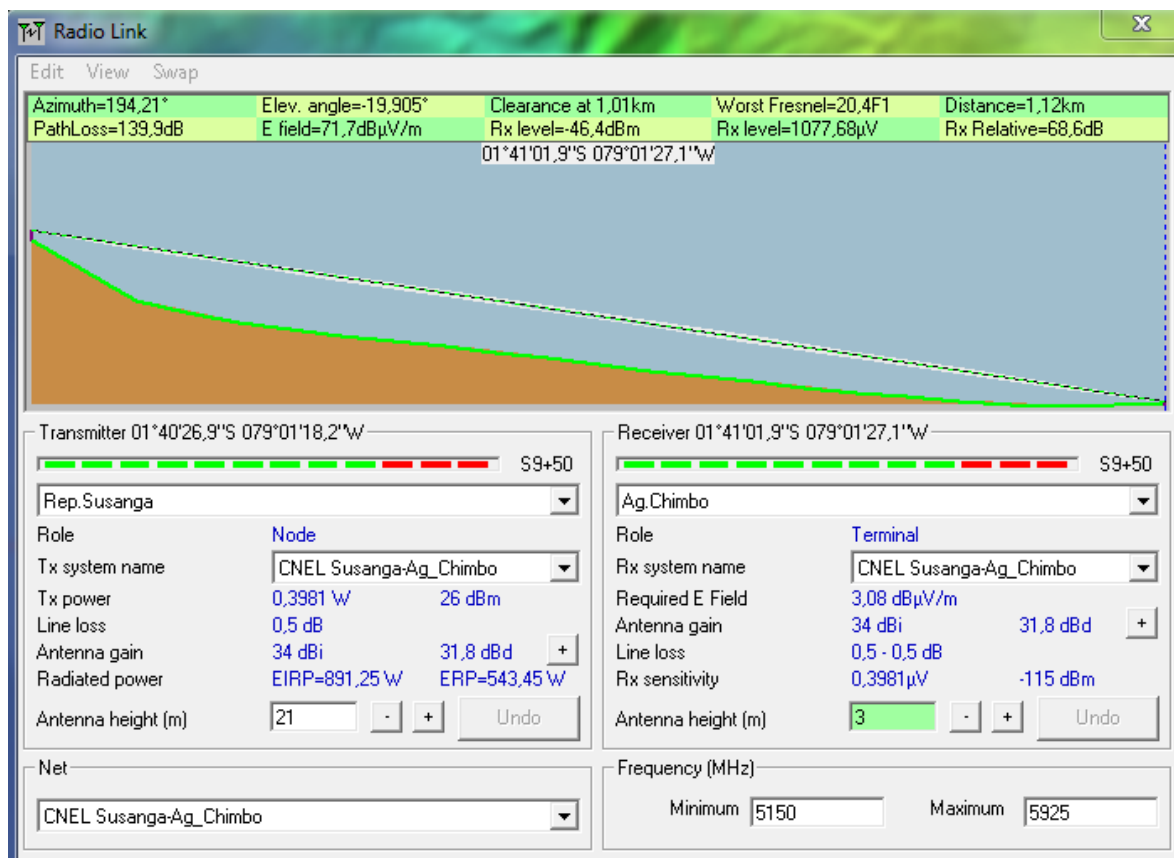 Radio Link
Edit View Swap
Azimuth=194,21° Elev. angle=-19,905° Clearance at 1,01km Worst Fresnel=20,4F1 Distance=1,12km
PathLoss=139,9dB E field=71,7dBµV/m Rx level=-46,4dBm Rx level=1077,68µV Rx Relative=68,6dB
01°41'01,9"S 079°01'27,1"W
Transmitter 01°40'26,9"S 079°01'18,2"W
S9+50
Rep.Susanga
Role Node
Tx system name CNEL Susanga-Ag_Chimbo
Tx power 0,3981 W 26 dBm
Line loss 0,5 dB
Antenna gain 34 dBi 31,8 dBd +
Radiated power EIRP=891,25 W ERP=543,45 W
Antenna height (m) 21 - + Undo
Net
CNEL Susanga-Ag_Chimbo
Receiver 01°41'01,9"S 079°01'27,1"W
S9+50
Ag.Chimbo
Role Terminal
Rx system name CNEL Susanga-Ag_Chimbo
Required E Field 3,08 dBµV/m
Antenna gain 34 dBi 31,8 dBd +
Line loss 0,5 - 0,5 dB
Rx sensitivity 0,3981µV -115 dBm
Antenna height (m) 3 - + Undo
Frequency (MHz)
Minimum 5150 Maximum 5925